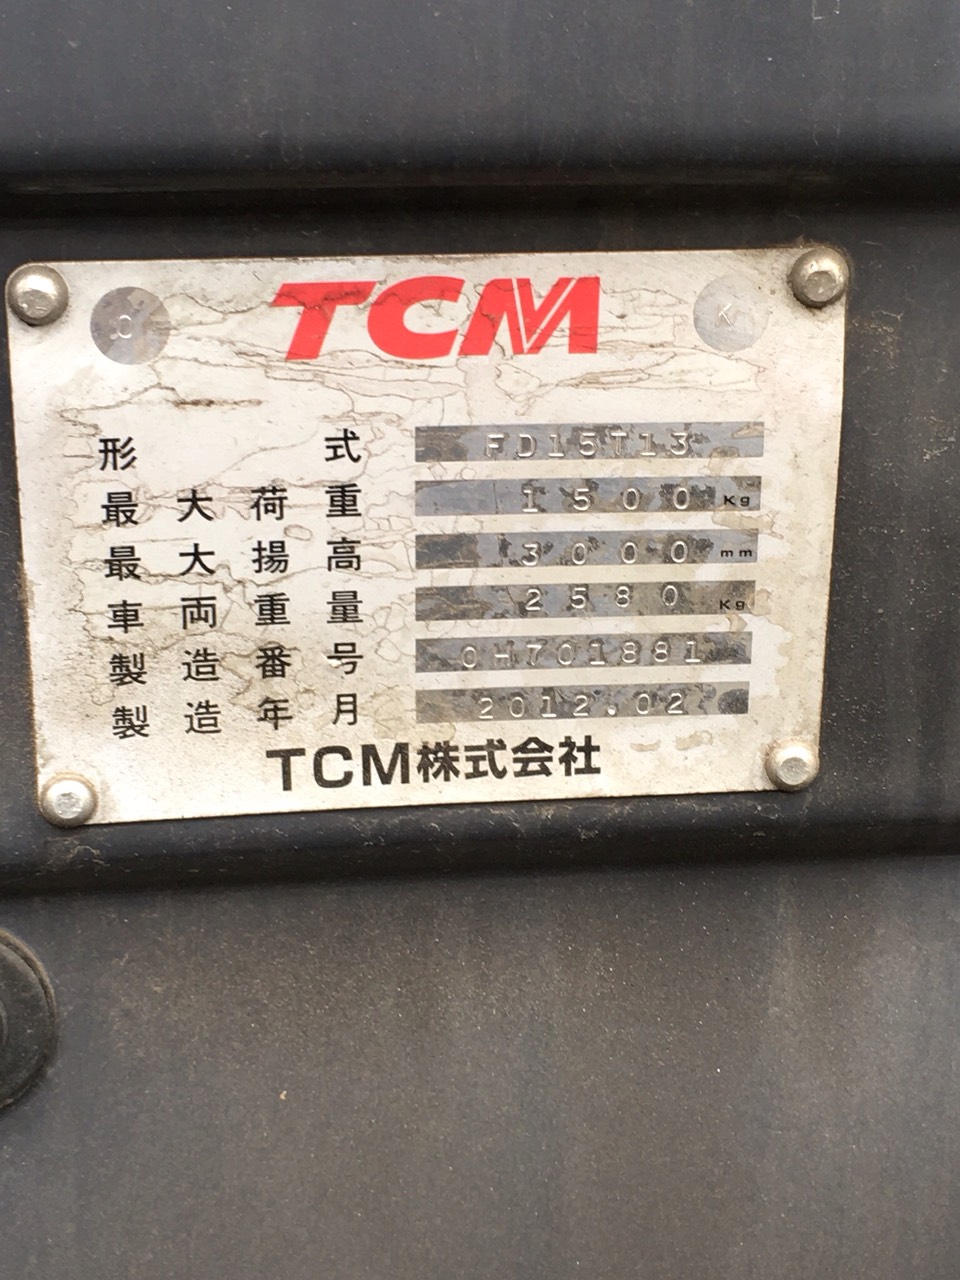 TCM
K
形式 FD15T13
最大荷重 1500 Kg
最大揚高 3000 mm
車両重量 2580 Kg
製造番号 0H701881
製造年月 2012.02
TCM株式会社